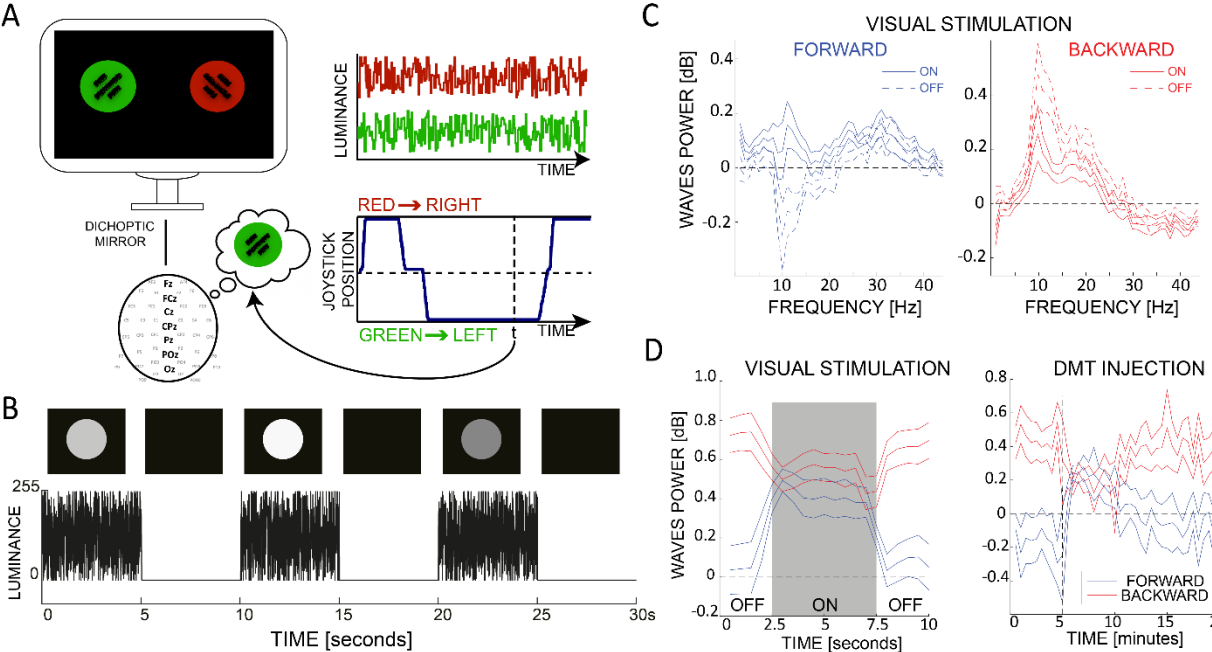 A
LUMINANCE
TIME
DICHOPTIC
MIRROR
RED → RIGHT
JOYSTICK
POSITION
GREEN → LEFT
t
TIME
Fz
FCz
Cz
CPz
Pz
POz
Oz
B
255
LUMINANCE
0
0 5 10 15 20 25 30s
TIME [seconds]
C
VISUAL STIMULATION
FORWARD
ON
OFF
WAVES POWER [dB]
0.2
0
-0.2
10 20 30 40
FREQUENCY [Hz]
BACKWARD
ON
OFF
0.4
0.2
0
-0.2
10 20 30 40
FREQUENCY [Hz]
D
VISUAL STIMULATION
WAVES POWER [dB]
1.0
0.8
0.6
0.4
0.2
0
-0.2
OFF ON OFF
0 2.5 5 7.5 10
TIME [seconds]
DMT INJECTION
0.8
0.6
0.4
0.2
0
-0.2
-0.4
FORWARD
BACKWARD
0 5 10 15 2
TIME [minutes]